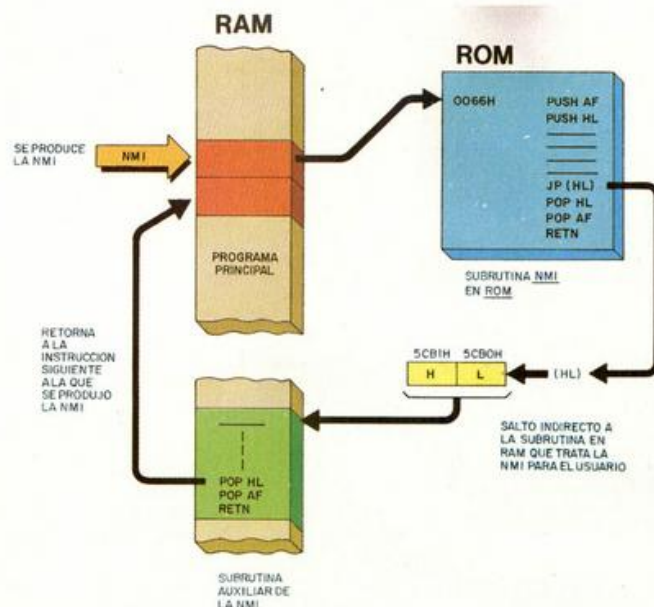 RAM
ROM
0066H
PUSH AF
PUSH HL
JP (HL)
POP HL
POP AF
RETN
SUBRUTINA NMI
EN ROM
SE PRODUCE
LA NMI
NMI
PROGRAMA
PRINCIPAL
RETORNA
A LA
INSTRUCCION
SIGUIENTE
ALA QUE
SE PRODUJO
LA NMI
5CB1H 5CB0H
H L
(HL)
SALTO INDIRECTO A
LA SUBRUTINA EN
RAM QUE TRATA LA
NMI PARA EL USUARIO
POP HL
POP AF
RETN
SUBRUTINA
AUXILIAR DE
LA NMI